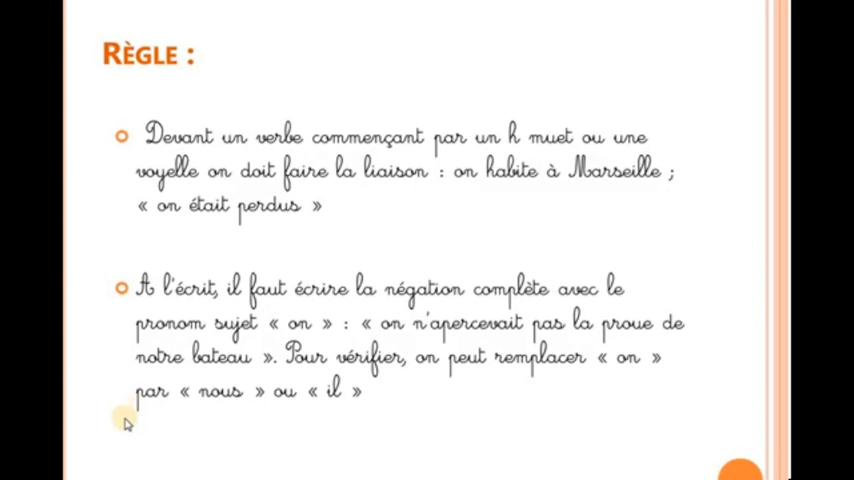 RÈGLE :
Devant un verbe commençant par un h muet ou une
voyelle on doit faire la liaison : on habite à Marseille ;
« on était perdus »
A l'écrit, il faut écrire la négation complète avec le
pronom sujet « on » : « on n'apercevait pas la proue de
notre bateau ». Pour vérifier, on peut remplacer « on »
par « nous » ou « il »